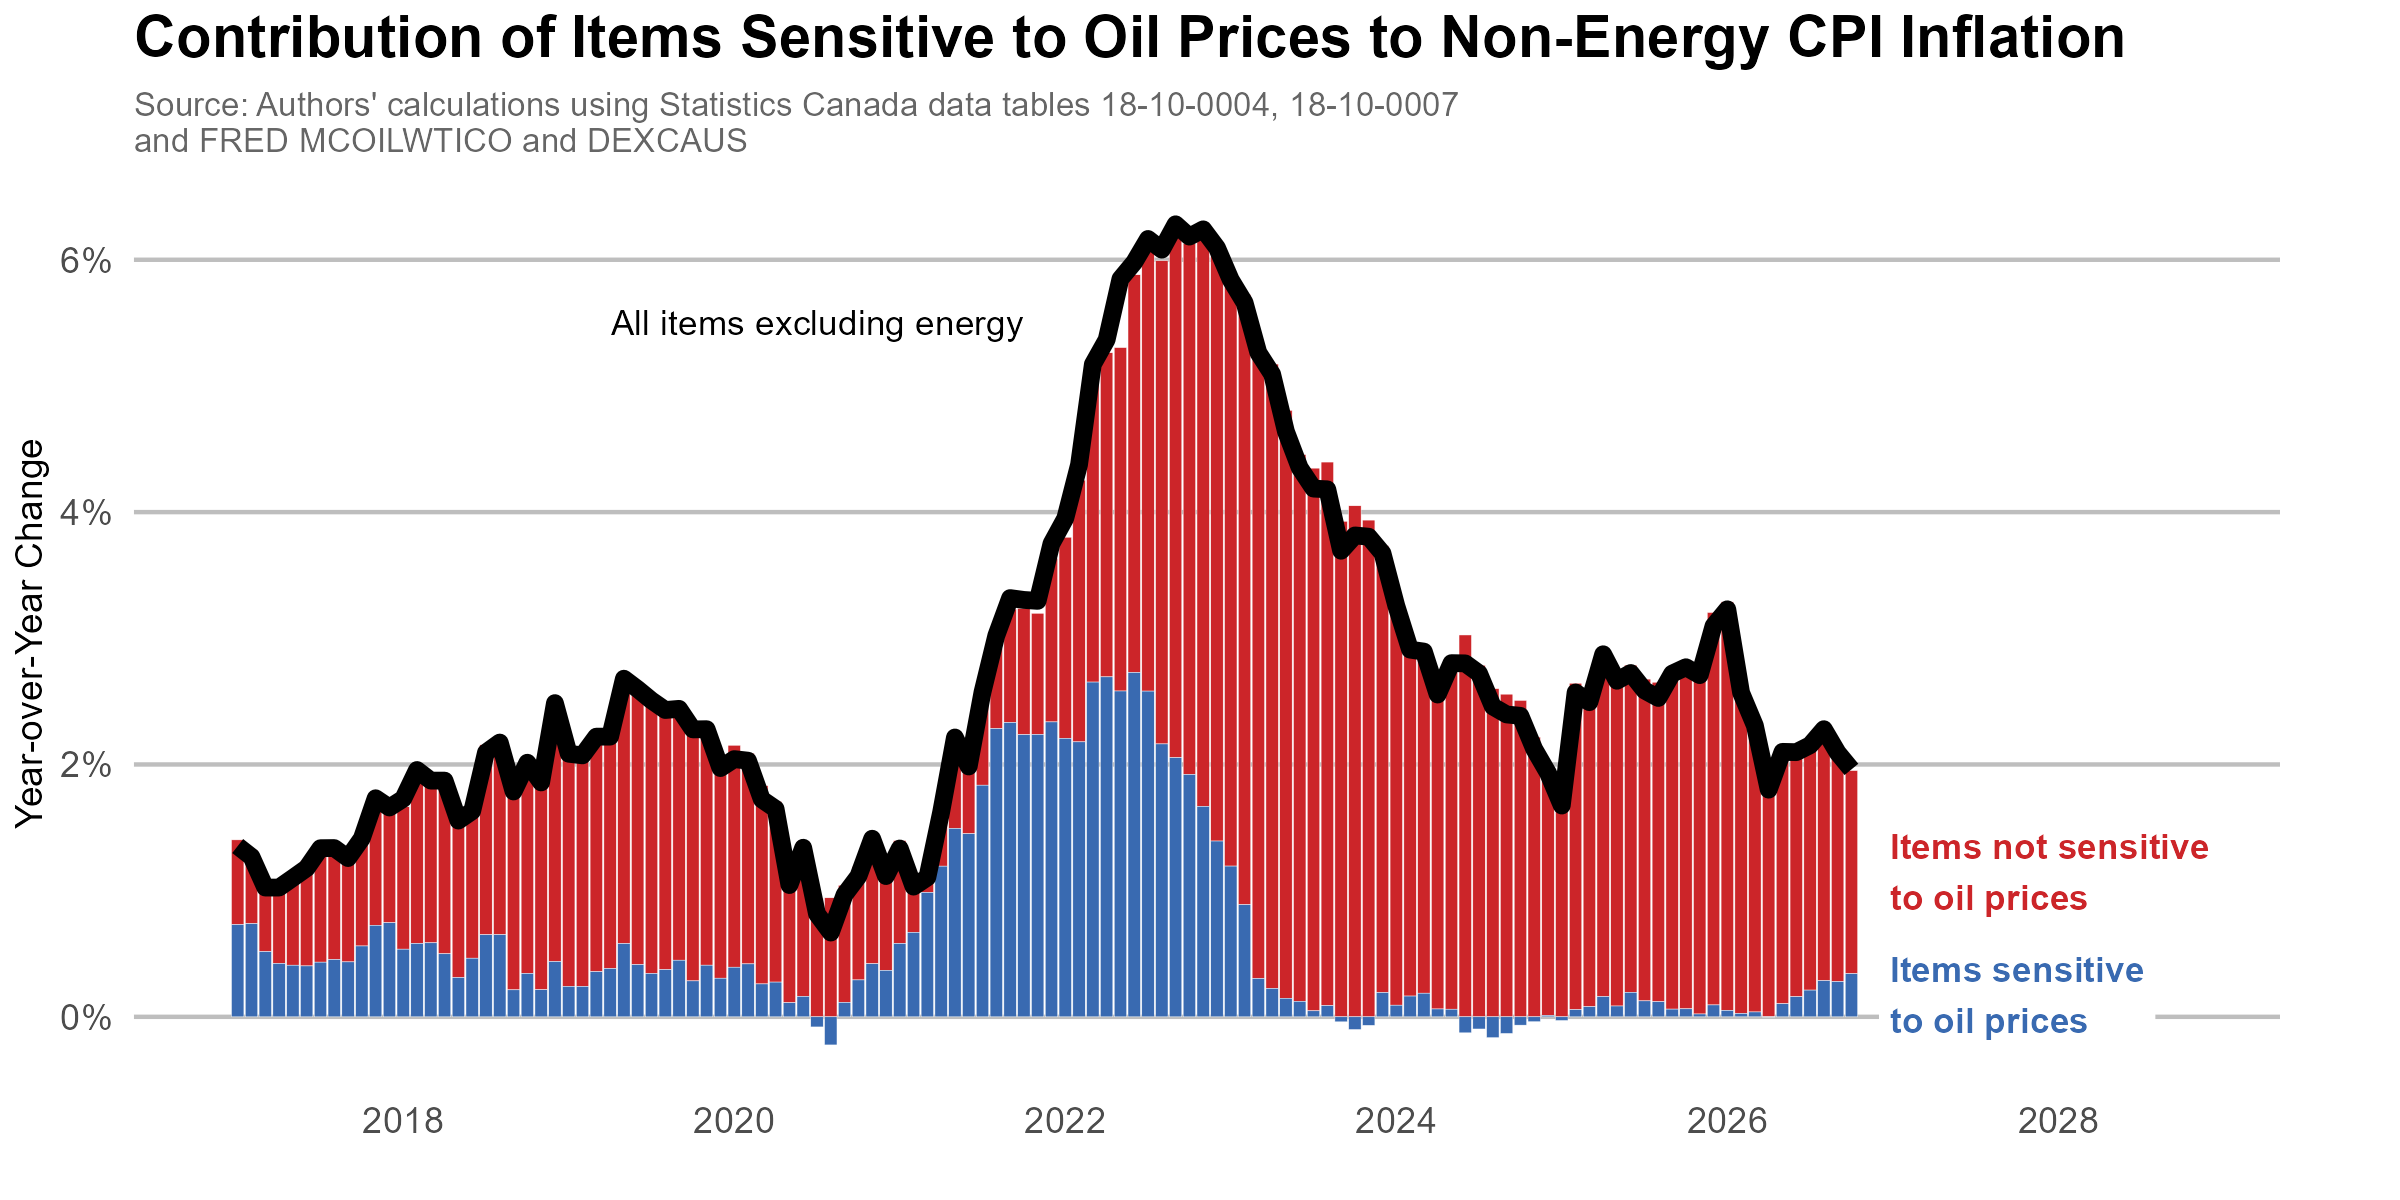 Contribution of Items Sensitive to Oil Prices to Non-Energy CPI Inflation
Source: Authors' calculations using Statistics Canada data tables 18-10-0004, 18-10-0007
and FRED MCOILWTICO and DEXCAUS
Year-over-Year Change
6%
4%
2%
0%
All items excluding energy
Items not sensitive
to oil prices
Items sensitive
to oil prices
2018
2020
2022
2024
2026
2028